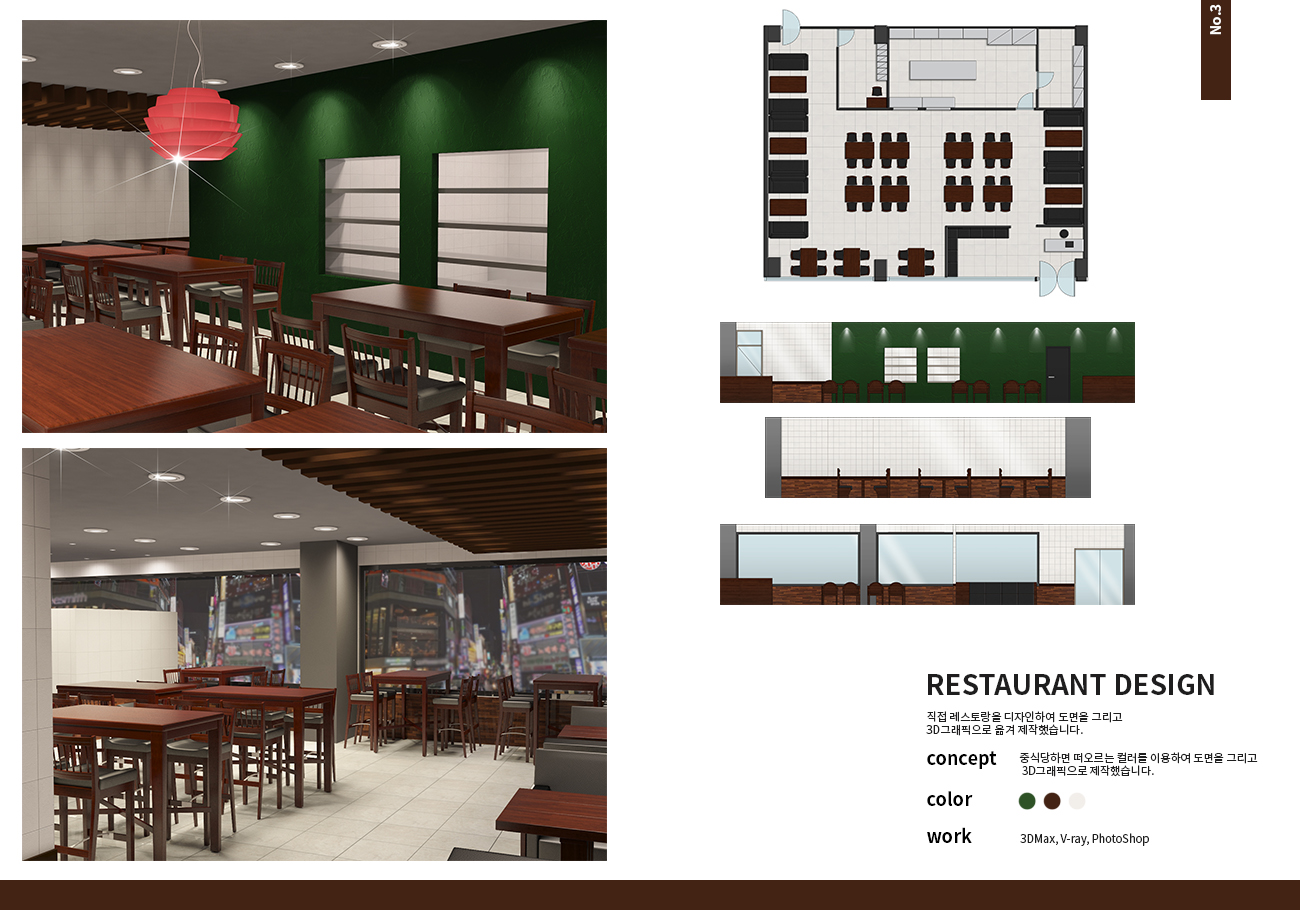 No.3
RESTAURANT DESIGN
직접 레스토랑을 디자인하여 도면을 그리고
3D그래픽으로 옮겨 제작했습니다.
concept
중식당하면 떠오르는 컬러를 이용하여 도면을 그리고
3D그래픽으로 제작했습니다.
color
work
3DMax, V-ray, PhotoShop